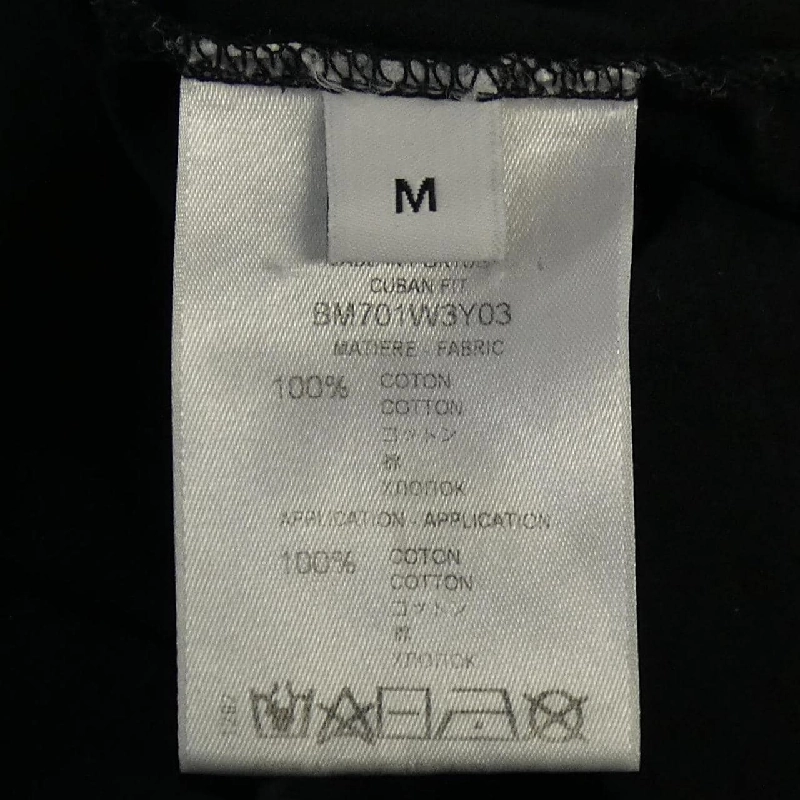 M
CUBAN FIT
BM701W3Y03
MATIERE - FABRIC
100% COTON
COTTON
コットン
棉
ХЛОПОК
APPLICATION - APPLICATION
100% COTON
COTTON
コットン
棉
ХЛОПОК